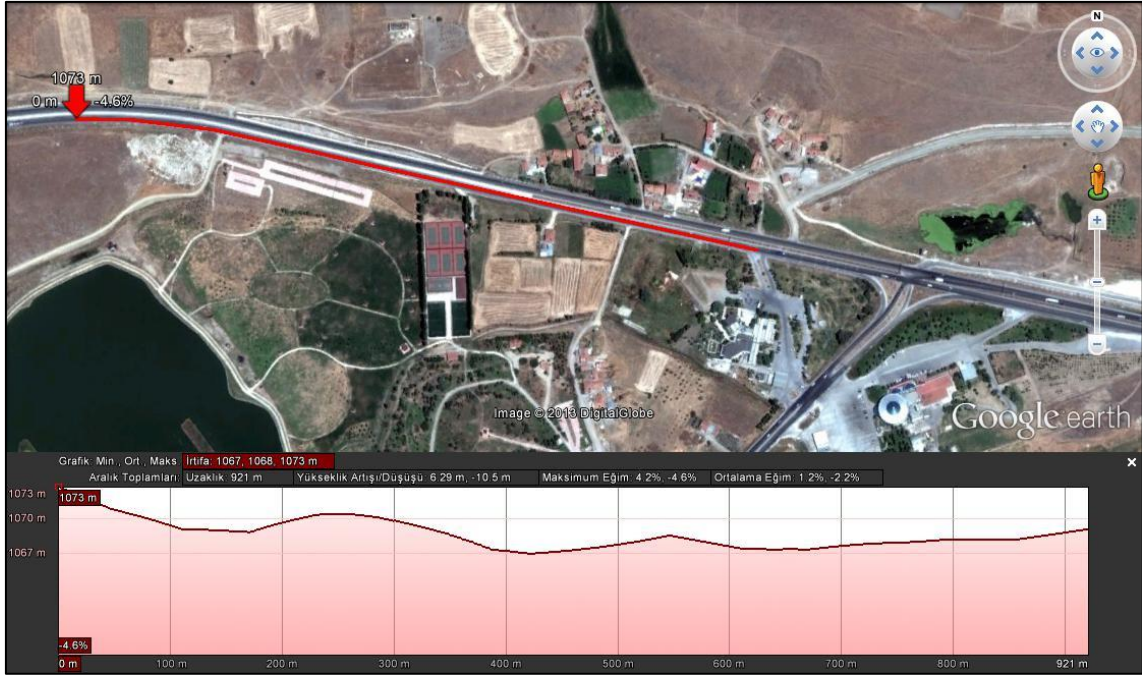 N
1073 m
0 m -4.6%
Image © 2013 DigitalGlobe
Google earth
Grafik: Min., Ort., Maks. İrtifa: 1067, 1068, 1073 m
Aralık Toplamları: Uzaklık: 921 m Yükseklik Artışı/Düşüşü: 6.29 m, -10.5 m Maksimum Eğim: 4.2%, -4.6% Ortalama Eğim: 1.2%, -2.2%
1073 m
1073 m
1070 m
1067 m
-4.6%
0 m 100 m 200 m 300 m 400 m 500 m 600 m 700 m 800 m 921 m